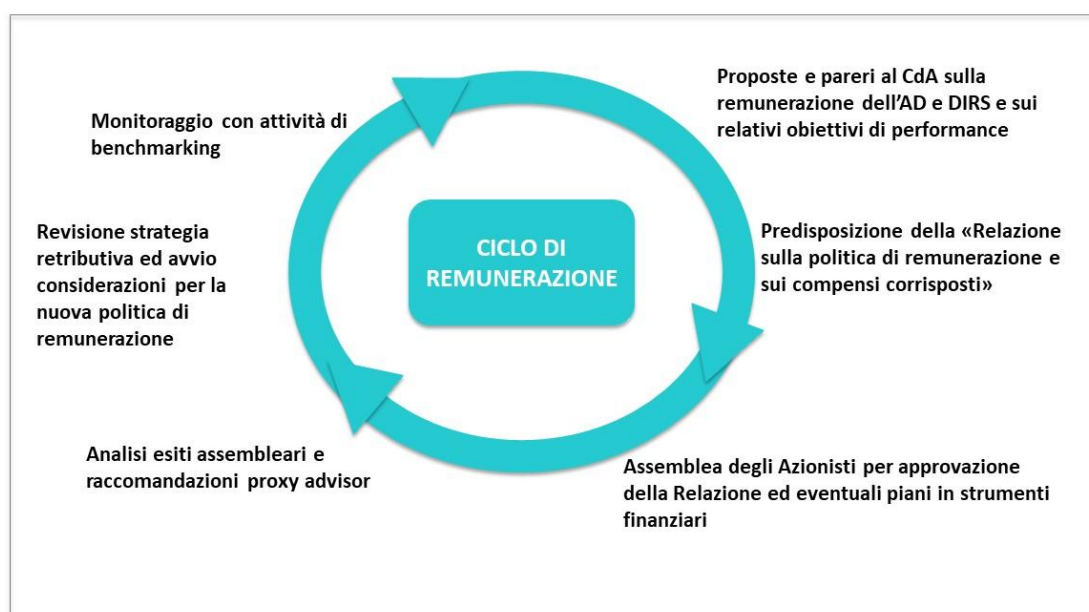 Proposte e pareri al CdA sulla
remunerazione dell'AD e DIRS e sui
relativi obiettivi di performance
Predisposizione della «Relazione
sulla politica di remunerazione e
sui compensi corrisposti»
Assemblea degli Azionisti per approvazione
della Relazione ed eventuali piani in strumenti
finanziari
Analisi esiti assembleari e
raccomandazioni proxy advisor
Revisione strategia
retributiva ed avvio
considerazioni per la
nuova politica di
remunerazione
Monitoraggio con attività di
benchmarking
CICLO DI
REMUNERAZIONE